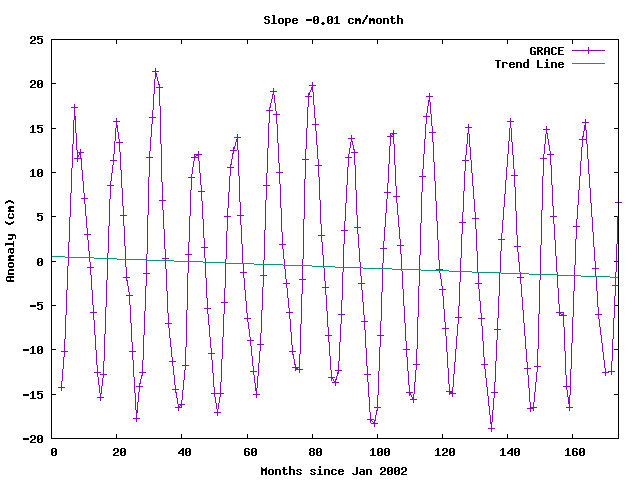 Slope -0.01 cm/month
GRACE
Trend Line
25
20
15
10
5
0
-5
-10
-15
-20
Anomaly (cm)
0 20 40 60 80 100 120 140 160
Months since Jan 2002